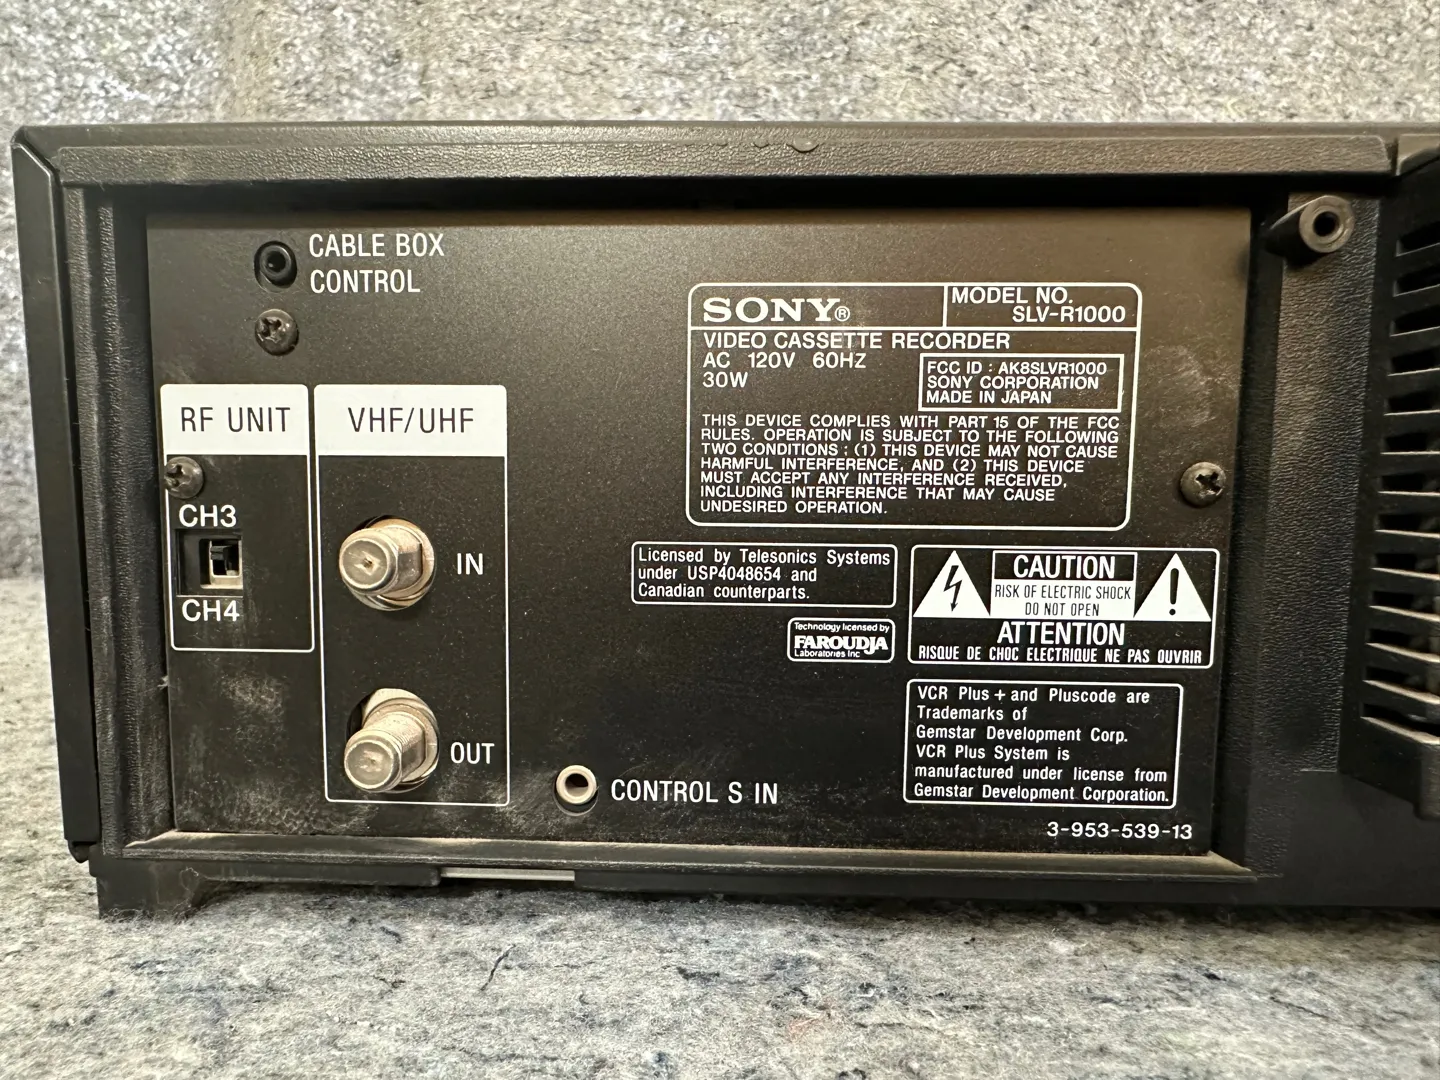 CABLE BOX
CONTROL
SONY®
MODEL NO.
SLV-R1000
VIDEO CASSETTE RECORDER
AC 120V 60HZ
30W
FCC ID : AK8SLVR1000
SONY CORPORATION
MADE IN JAPAN
THIS DEVICE COMPLIES WITH PART 15 OF THE FCC
RULES. OPERATION IS SUBJECT TO THE FOLLOWING
TWO CONDITIONS : (1) THIS DEVICE MAY NOT CAUSE
HARMFUL INTERFERENCE, AND (2) THIS DEVICE
MUST ACCEPT ANY INTERFERENCE RECEIVED,
INCLUDING INTERFERENCE THAT MAY CAUSE
UNDESIRED OPERATION.
RF UNIT
CH3
CH4
VHF/UHF
IN
OUT
Licensed by Telesonics Systems
under USP4048654 and
Canadian counterparts.
Technology licensed by
FAROUDJA
Laboratories Inc
CAUTION
RISK OF ELECTRIC SHOCK
DO NOT OPEN
ATTENTION
RISQUE DE CHOC ELECTRIQUE NE PAS OUVRIR
VCR Plus + and Pluscode are
Trademarks of
Gemstar Development Corp.
VCR Plus System is
manufactured under license from
Gemstar Development Corporation.
CONTROL S IN
3-953-539-13